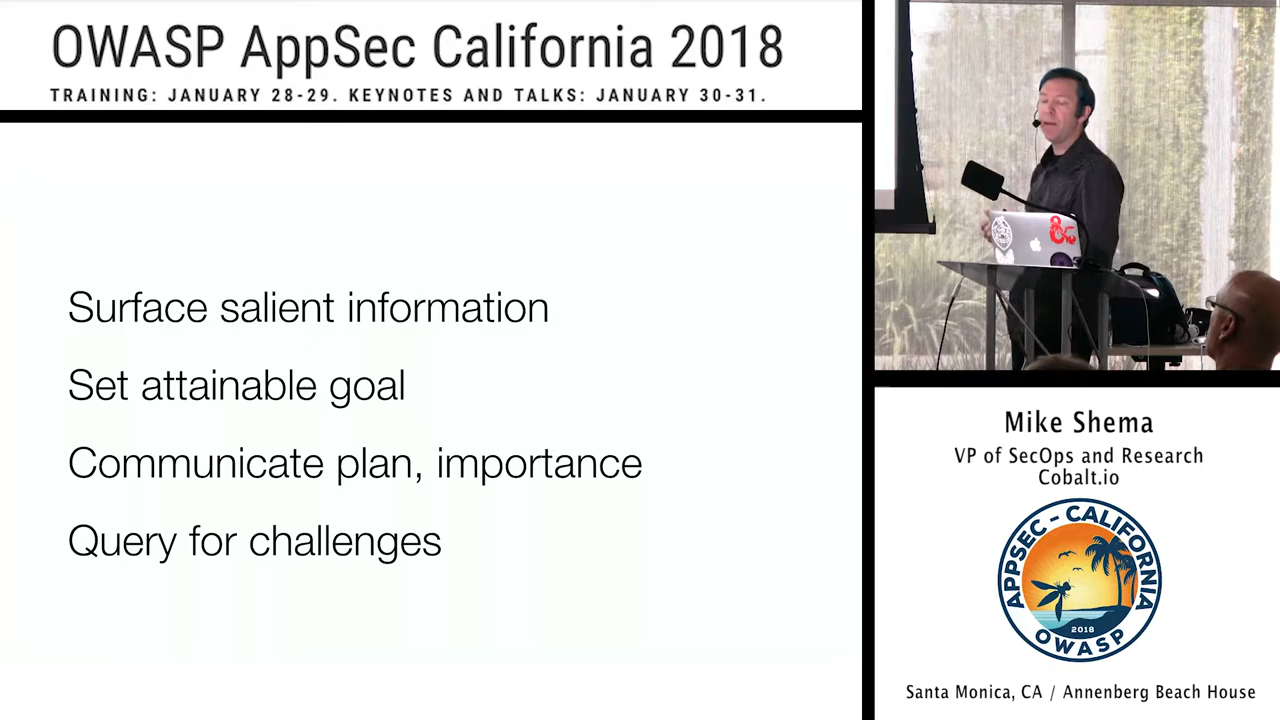 OWASP AppSec California 2018
TRAINING: JANUARY 28-29. KEYNOTES AND TALKS: JANUARY 30-31.
Surface salient information
Set attainable goal
Communicate plan, importance
Query for challenges
Mike Shema
VP of SecOps and Research
Cobalt.io
APPSEC - CALIFORNIA
2018
OWASP
Santa Monica, CA / Annenberg Beach House